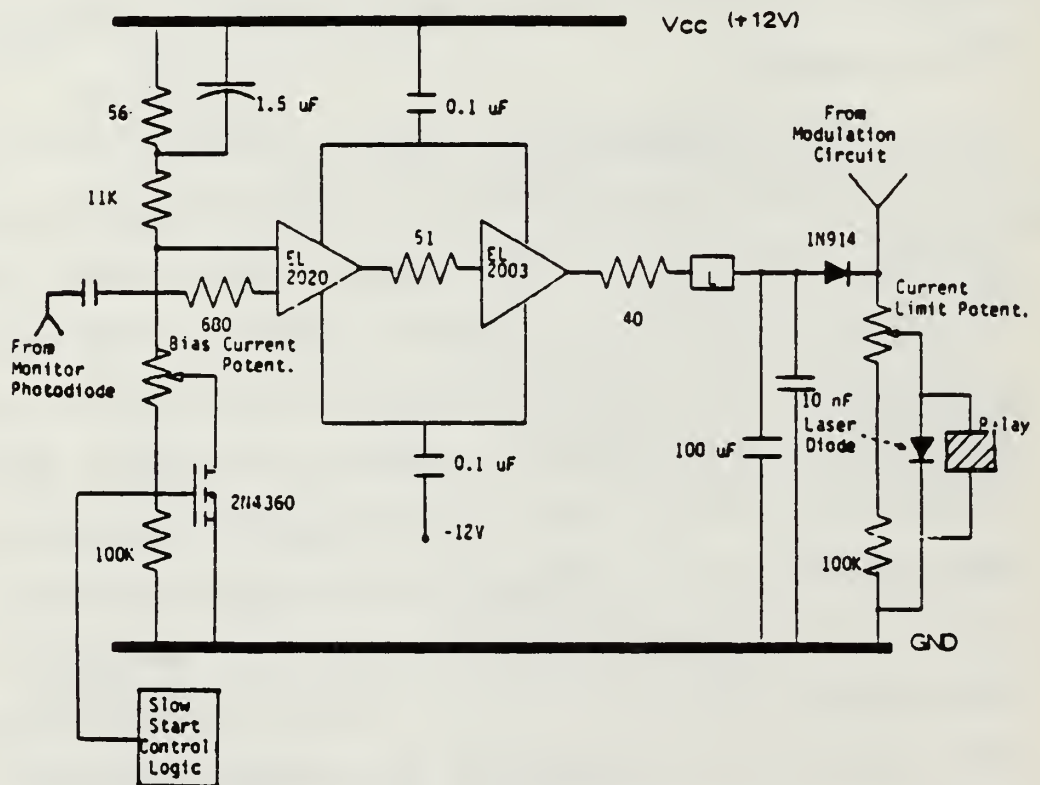 Vcc (+12V)
56
1.5 uF
0.1 uF
From
Modulation
Circuit
11K
1N914
EL
2020
51
EL
2003
L
40
680
Current
Limit Potent.
From
Monitor
Photodiode
Bias Current
Potent.
10 nF
Laser
Diode
100 uF
0.1 uF
2N4360
-12V
100K
100K
GND
Slow
Start
Control
Logic